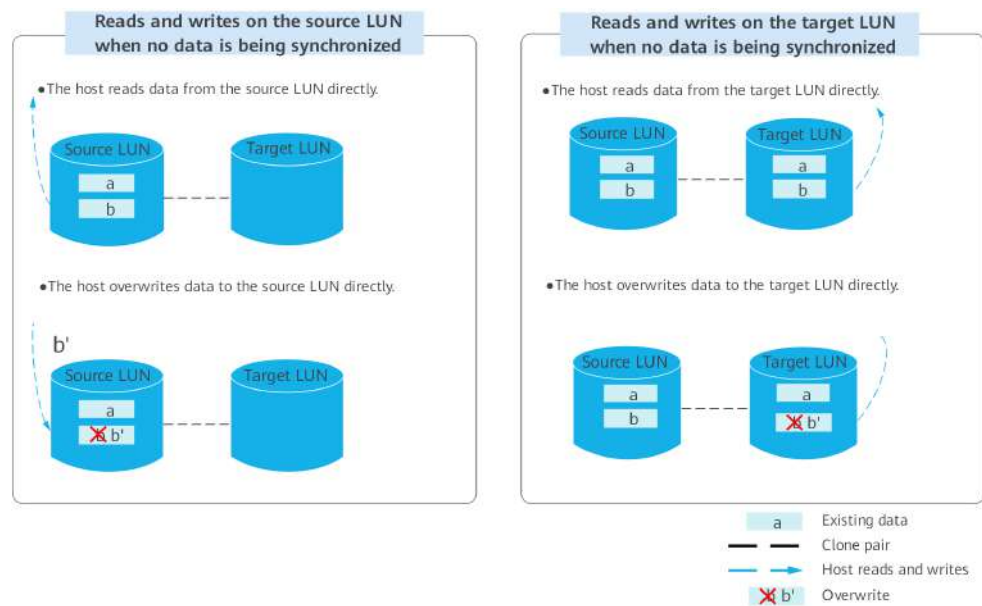 Reads and writes on the source LUN
when no data is being synchronized
●The host reads data from the source LUN directly.
Source LUN
Target LUN
a
b
●The host overwrites data to the source LUN directly.
b'
Source LUN
Target LUN
a
b b'
Reads and writes on the target LUN
when no data is being synchronized
●The host reads data from the target LUN directly.
Source LUN
Target LUN
a
a
b
b
●The host overwrites data to the target LUN directly.
Source LUN
Target LUN
a
a
b
b b'
a
Existing data
Clone pair
Host reads and writes
b b'
Overwrite